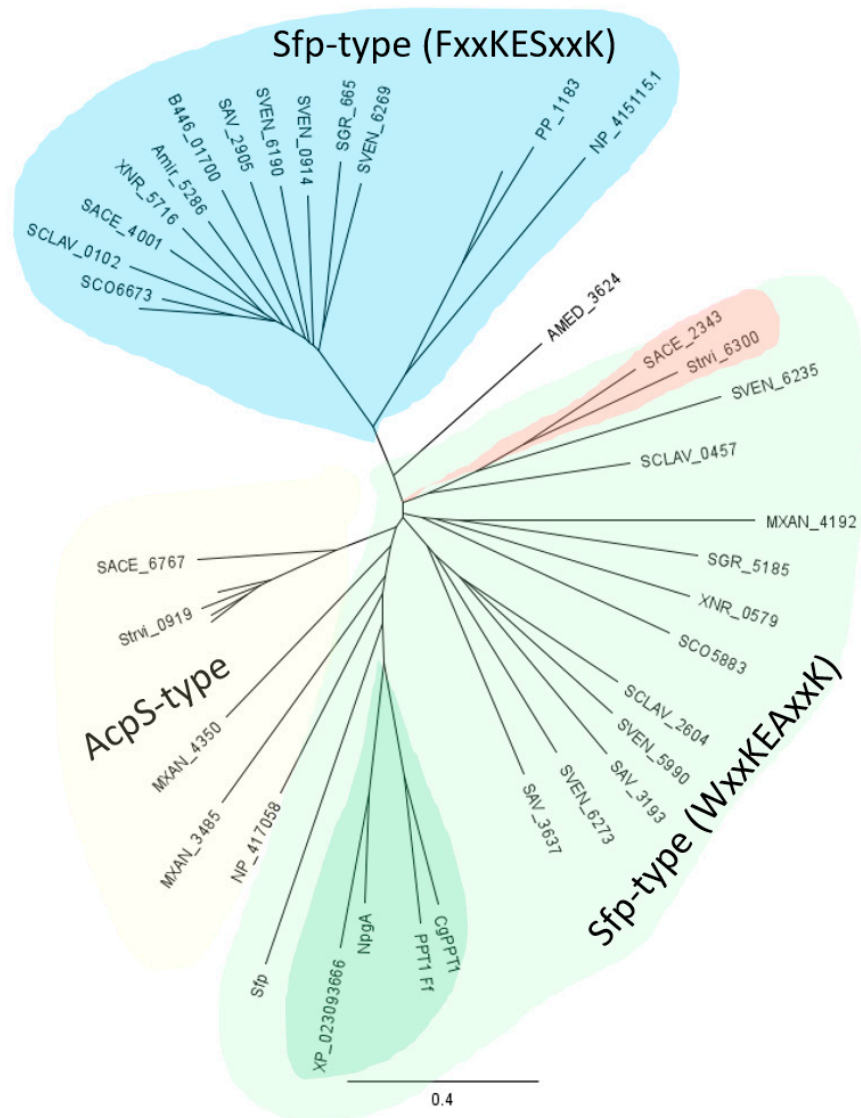 Sfp-type (FxxKESxxK)
B446_01700
SAV_2905
SVEN_6190
SVEN_0914
SGR_665
SVEN_6269
PP_1183
NP_415115.1
Amir_5286
XNR_5716
SACE_4001
SCLAV_0102
SCO6673
AMED_3624
SACE_2343
Strvi_6300
SVEN_6235
SCLAV_0457
MXAN_4192
SGR_5185
XNR_0579
SCO5883
SCLAV_2604
SVEN_5990
SAV_3193
SVEN_6273
SAV_3637
Sfp-type (WxxKEAxxK)
SACE_6767
Strvi_0919
AcpS-type
MXAN_4350
MXAN_3485
NP_417058
Sfp
XP_023093666
NpgA
PPT1 Ff
CgPPT1
0.4